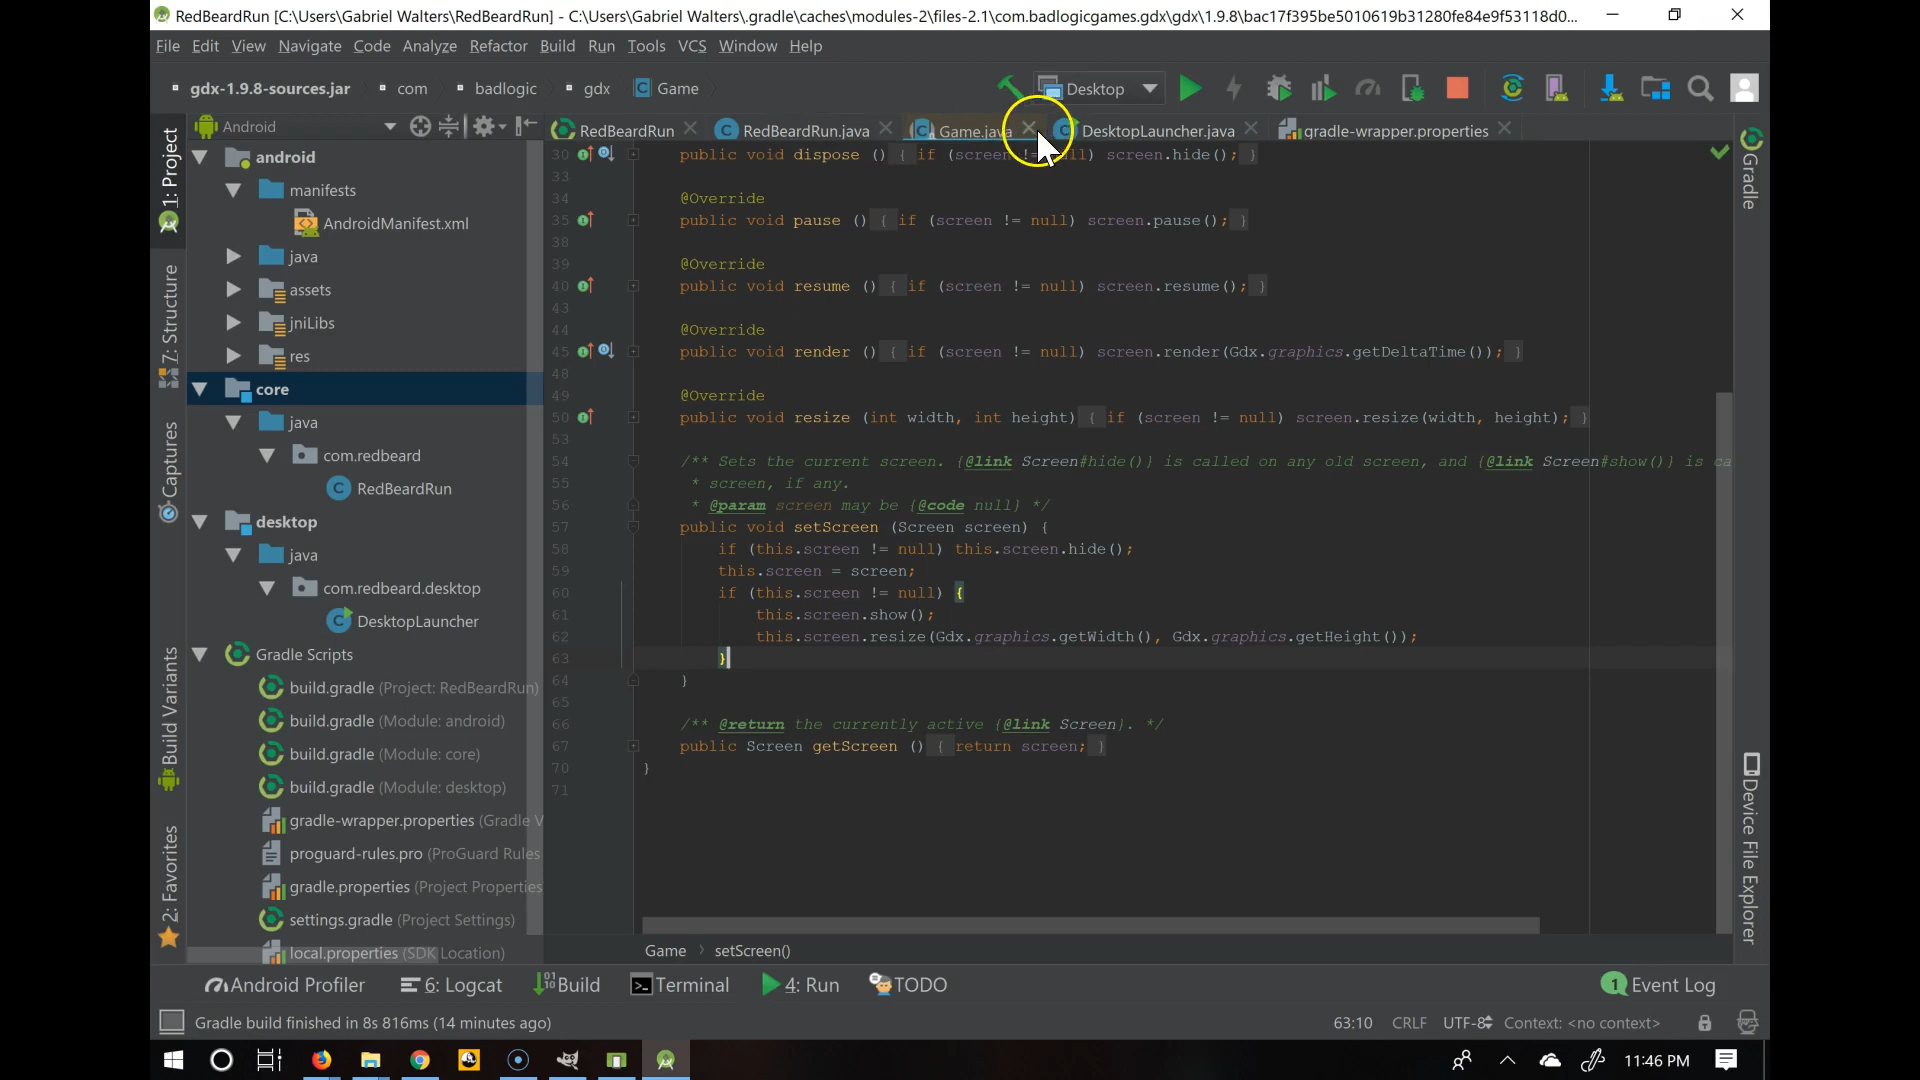 RedBeardRun [C:\Users\Gabriel Walters\RedBeardRun] - C:\Users\Gabriel Walters\.gradle\caches\modules-2\files-2.1\com.badlogicgames.gdx\gdx\1.9.8\bac17f395be5010619b31280fe84e9f53118d0...
File Edit View Navigate Code Analyze Refactor Build Run Tools VCS Window Help
gdx-1.9.8-sources.jar com badlogic gdx Game Desktop
Android
RedBeardRun RedBeardRun.java Game.java DesktopLauncher.java gradle-wrapper.properties
1: Project
7: Structure
Captures
Build Variants
2: Favorites
android
manifests
AndroidManifest.xml
java
assets
jniLibs
res
core
java
com.redbeard
RedBeardRun
desktop
java
com.redbeard.desktop
DesktopLauncher
Gradle Scripts
build.gradle (Project: RedBeardRun)
build.gradle (Module: android)
build.gradle (Module: core)
build.gradle (Module: desktop)
gradle-wrapper.properties (Gradle V
proguard-rules.pro (ProGuard Rules
gradle.properties (Project Properties
settings.gradle (Project Settings)
local.properties (SDK Location)
30 public void dispose () { if (screen != null) screen.hide(); }
33
34 @Override
35 public void pause () { if (screen != null) screen.pause(); }
38
39 @Override
40 public void resume () { if (screen != null) screen.resume(); }
43
44 @Override
45 public void render () { if (screen != null) screen.render(Gdx.graphics.getDeltaTime()); }
48
49 @Override
50 public void resize (int width, int height) { if (screen != null) screen.resize(width, height); }
53
54 /** Sets the current screen. {@link Screen#hide()} is called on any old screen, and {@link Screen#show()} is ca
55 * screen, if any.
56 * @param screen may be {@code null} */
57 public void setScreen (Screen screen) {
58 if (this.screen != null) this.screen.hide();
59 this.screen = screen;
60 if (this.screen != null) {
61 this.screen.show();
62 this.screen.resize(Gdx.graphics.getWidth(), Gdx.graphics.getHeight());
63 }
64 }
65
66 /** @return the currently active {@link Screen}. */
67 public Screen getScreen () { return screen; }
70 }
71
Game setScreen()
Gradle
Device File Explorer
Android Profiler 6: Logcat Build Terminal 4: Run TODO 1 Event Log
Gradle build finished in 8s 816ms (14 minutes ago) 63:10 CRLF UTF-8 Context: <no context>
11:46 PM